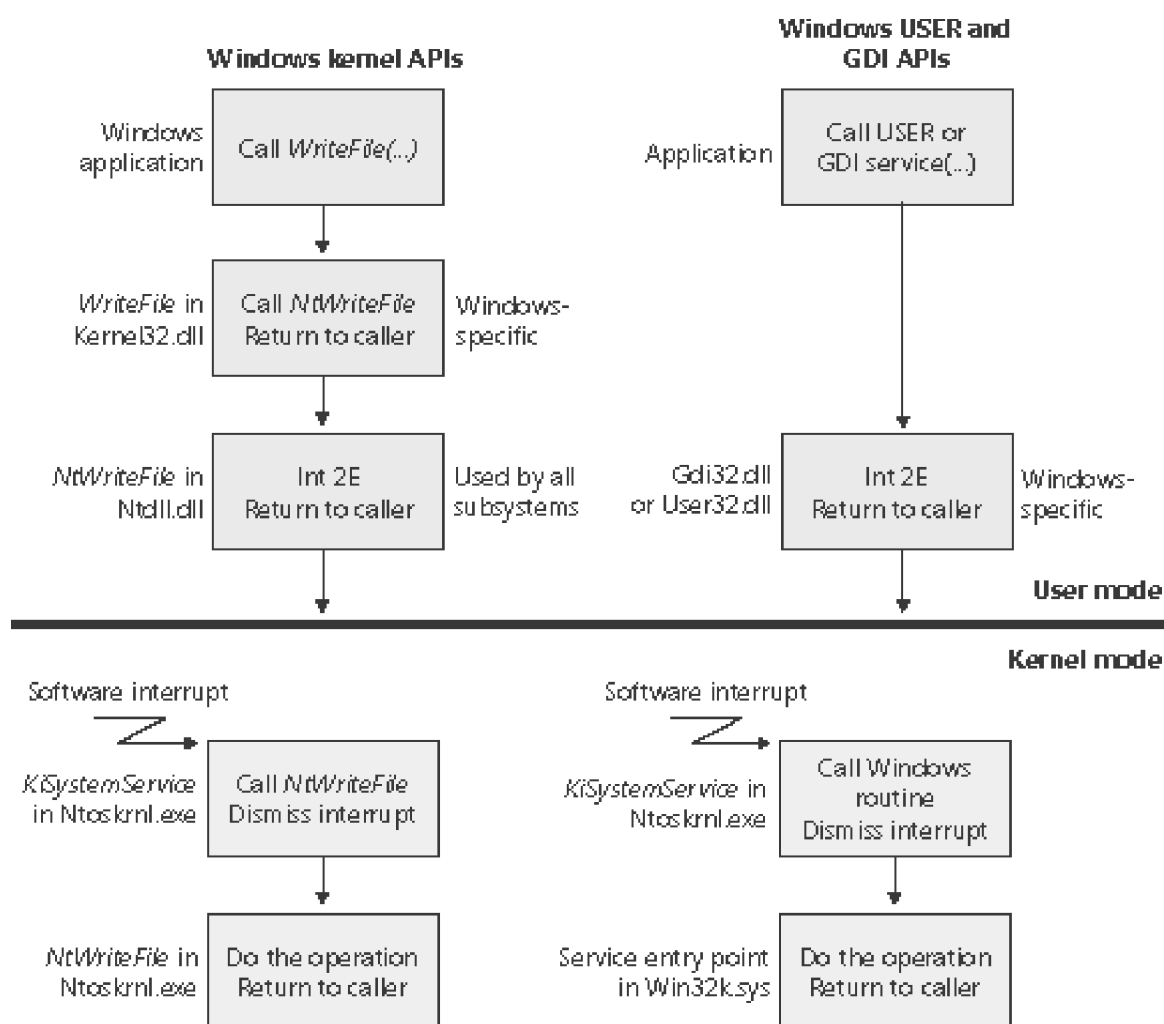 Windows kernel APIs
Windows
application
Call WriteFile(...)
WriteFile in
Kernel32.dll
Call NtWriteFile
Return to caller
Windows-
specific
NtWriteFile in
Ntdll.dll
Int 2E
Return to caller
Used by all
subsystems
Windows USER and
GDI APIs
Application
Call USER or
GDI service(...)
Gdi32.dll
or User32.dll
Int 2E
Return to caller
Windows-
specific
User mode
Kernel mode
Software interrupt
KiSystemService
in Ntoskrnl.exe
Call NtWriteFile
Dismiss interrupt
NtWriteFile in
Ntoskrnl.exe
Do the operation
Return to caller
Software interrupt
KiSystemService in
Ntoskrnl.exe
Call Windows
routine
Dismiss interrupt
Service entry point
in Win32k.sys
Do the operation
Return to caller